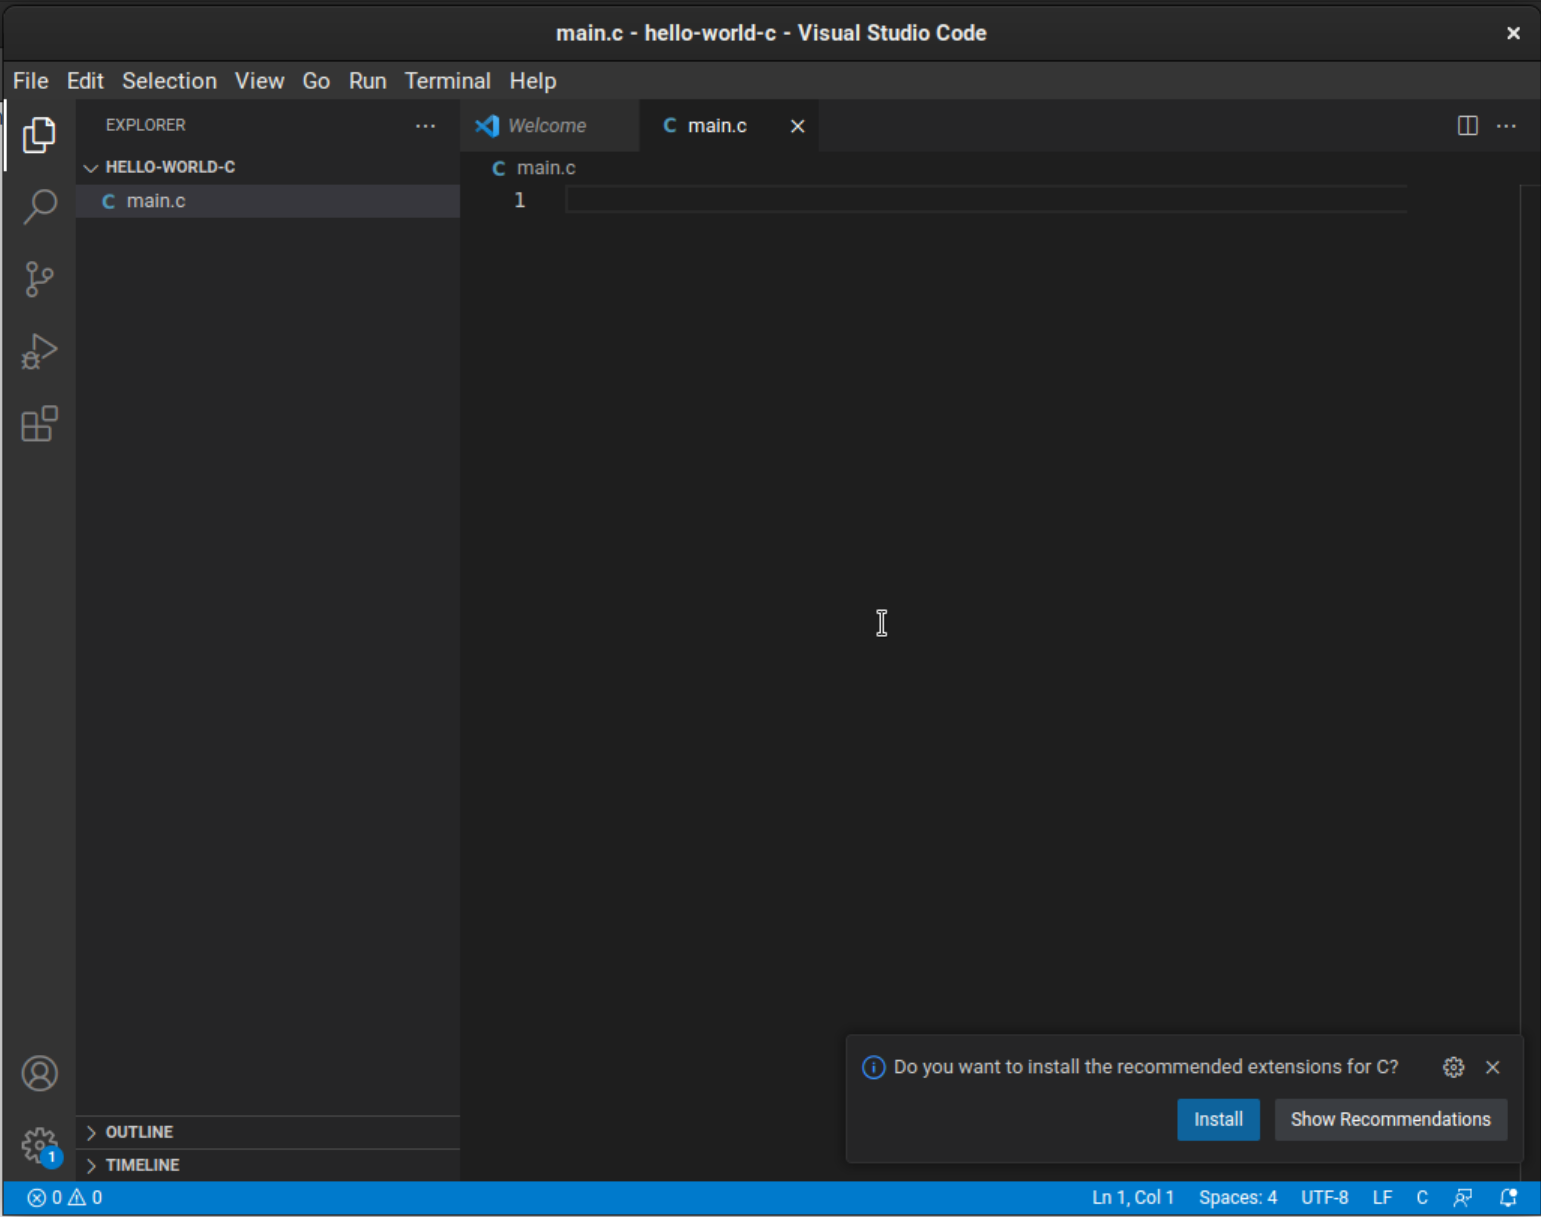 main.c - hello-world-c - Visual Studio Code
File Edit Selection View Go Run Terminal Help
EXPLORER
HELLO-WORLD-C
C main.c
OUTLINE
TIMELINE
Welcome
C main.c
C main.c
1
Do you want to install the recommended extensions for C?
Install
Show Recommendations
1
0 0
Ln 1, Col 1 Spaces: 4 UTF-8 LF C